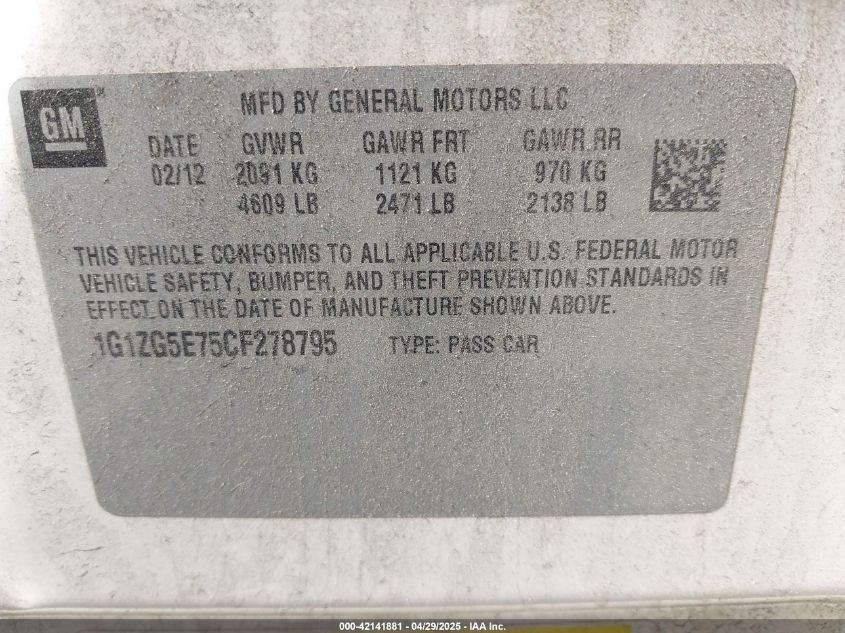 GM
MFD BY GENERAL MOTORS LLC
DATE GVWR GAWR FRT GAWR RR
02/12 2091 KG 1121 KG 970 KG
4609 LB 2471 LB 2138 LB
THIS VEHICLE CONFORMS TO ALL APPLICABLE U.S. FEDERAL MOTOR
VEHICLE SAFETY, BUMPER, AND THEFT PREVENTION STANDARDS IN
EFFECT ON THE DATE OF MANUFACTURE SHOWN ABOVE.
1G1ZG5E75CF278795 TYPE: PASS CAR
000-42141881 | 04/29/2025 - IAA Inc.